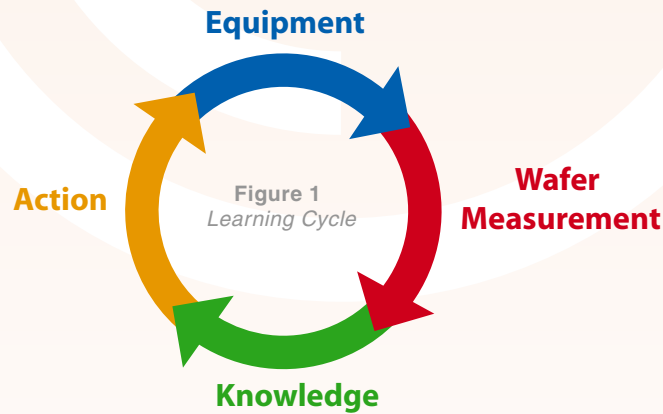 Equipment
Action
Figure 1
Learning Cycle
Wafer
Measurement
Knowledge